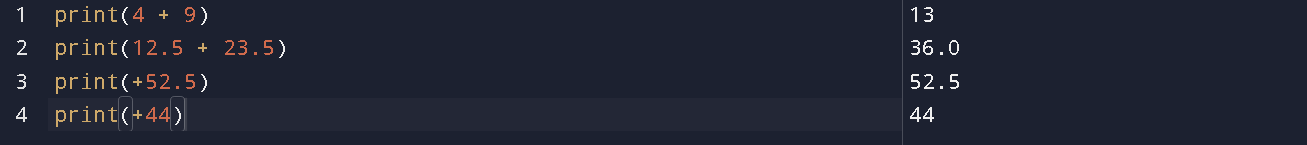 1 print(4 + 9) 13
2 print(12.5 + 23.5) 36.0
3 print(+52.5) 52.5
4 print(+44) 44